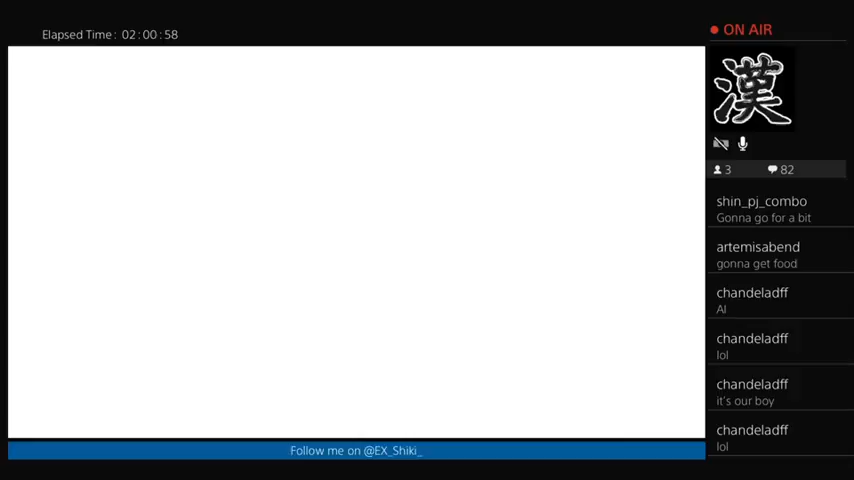 Elapsed Time: 02:00:58
ON AIR
漢
3
82
shin_pj_combo
Gonna go for a bit
artemisabend
gonna get food
chandeladff
AI
chandeladff
lol
chandeladff
it's our boy
chandeladff
lol
Follow me on @EX_Shiki_